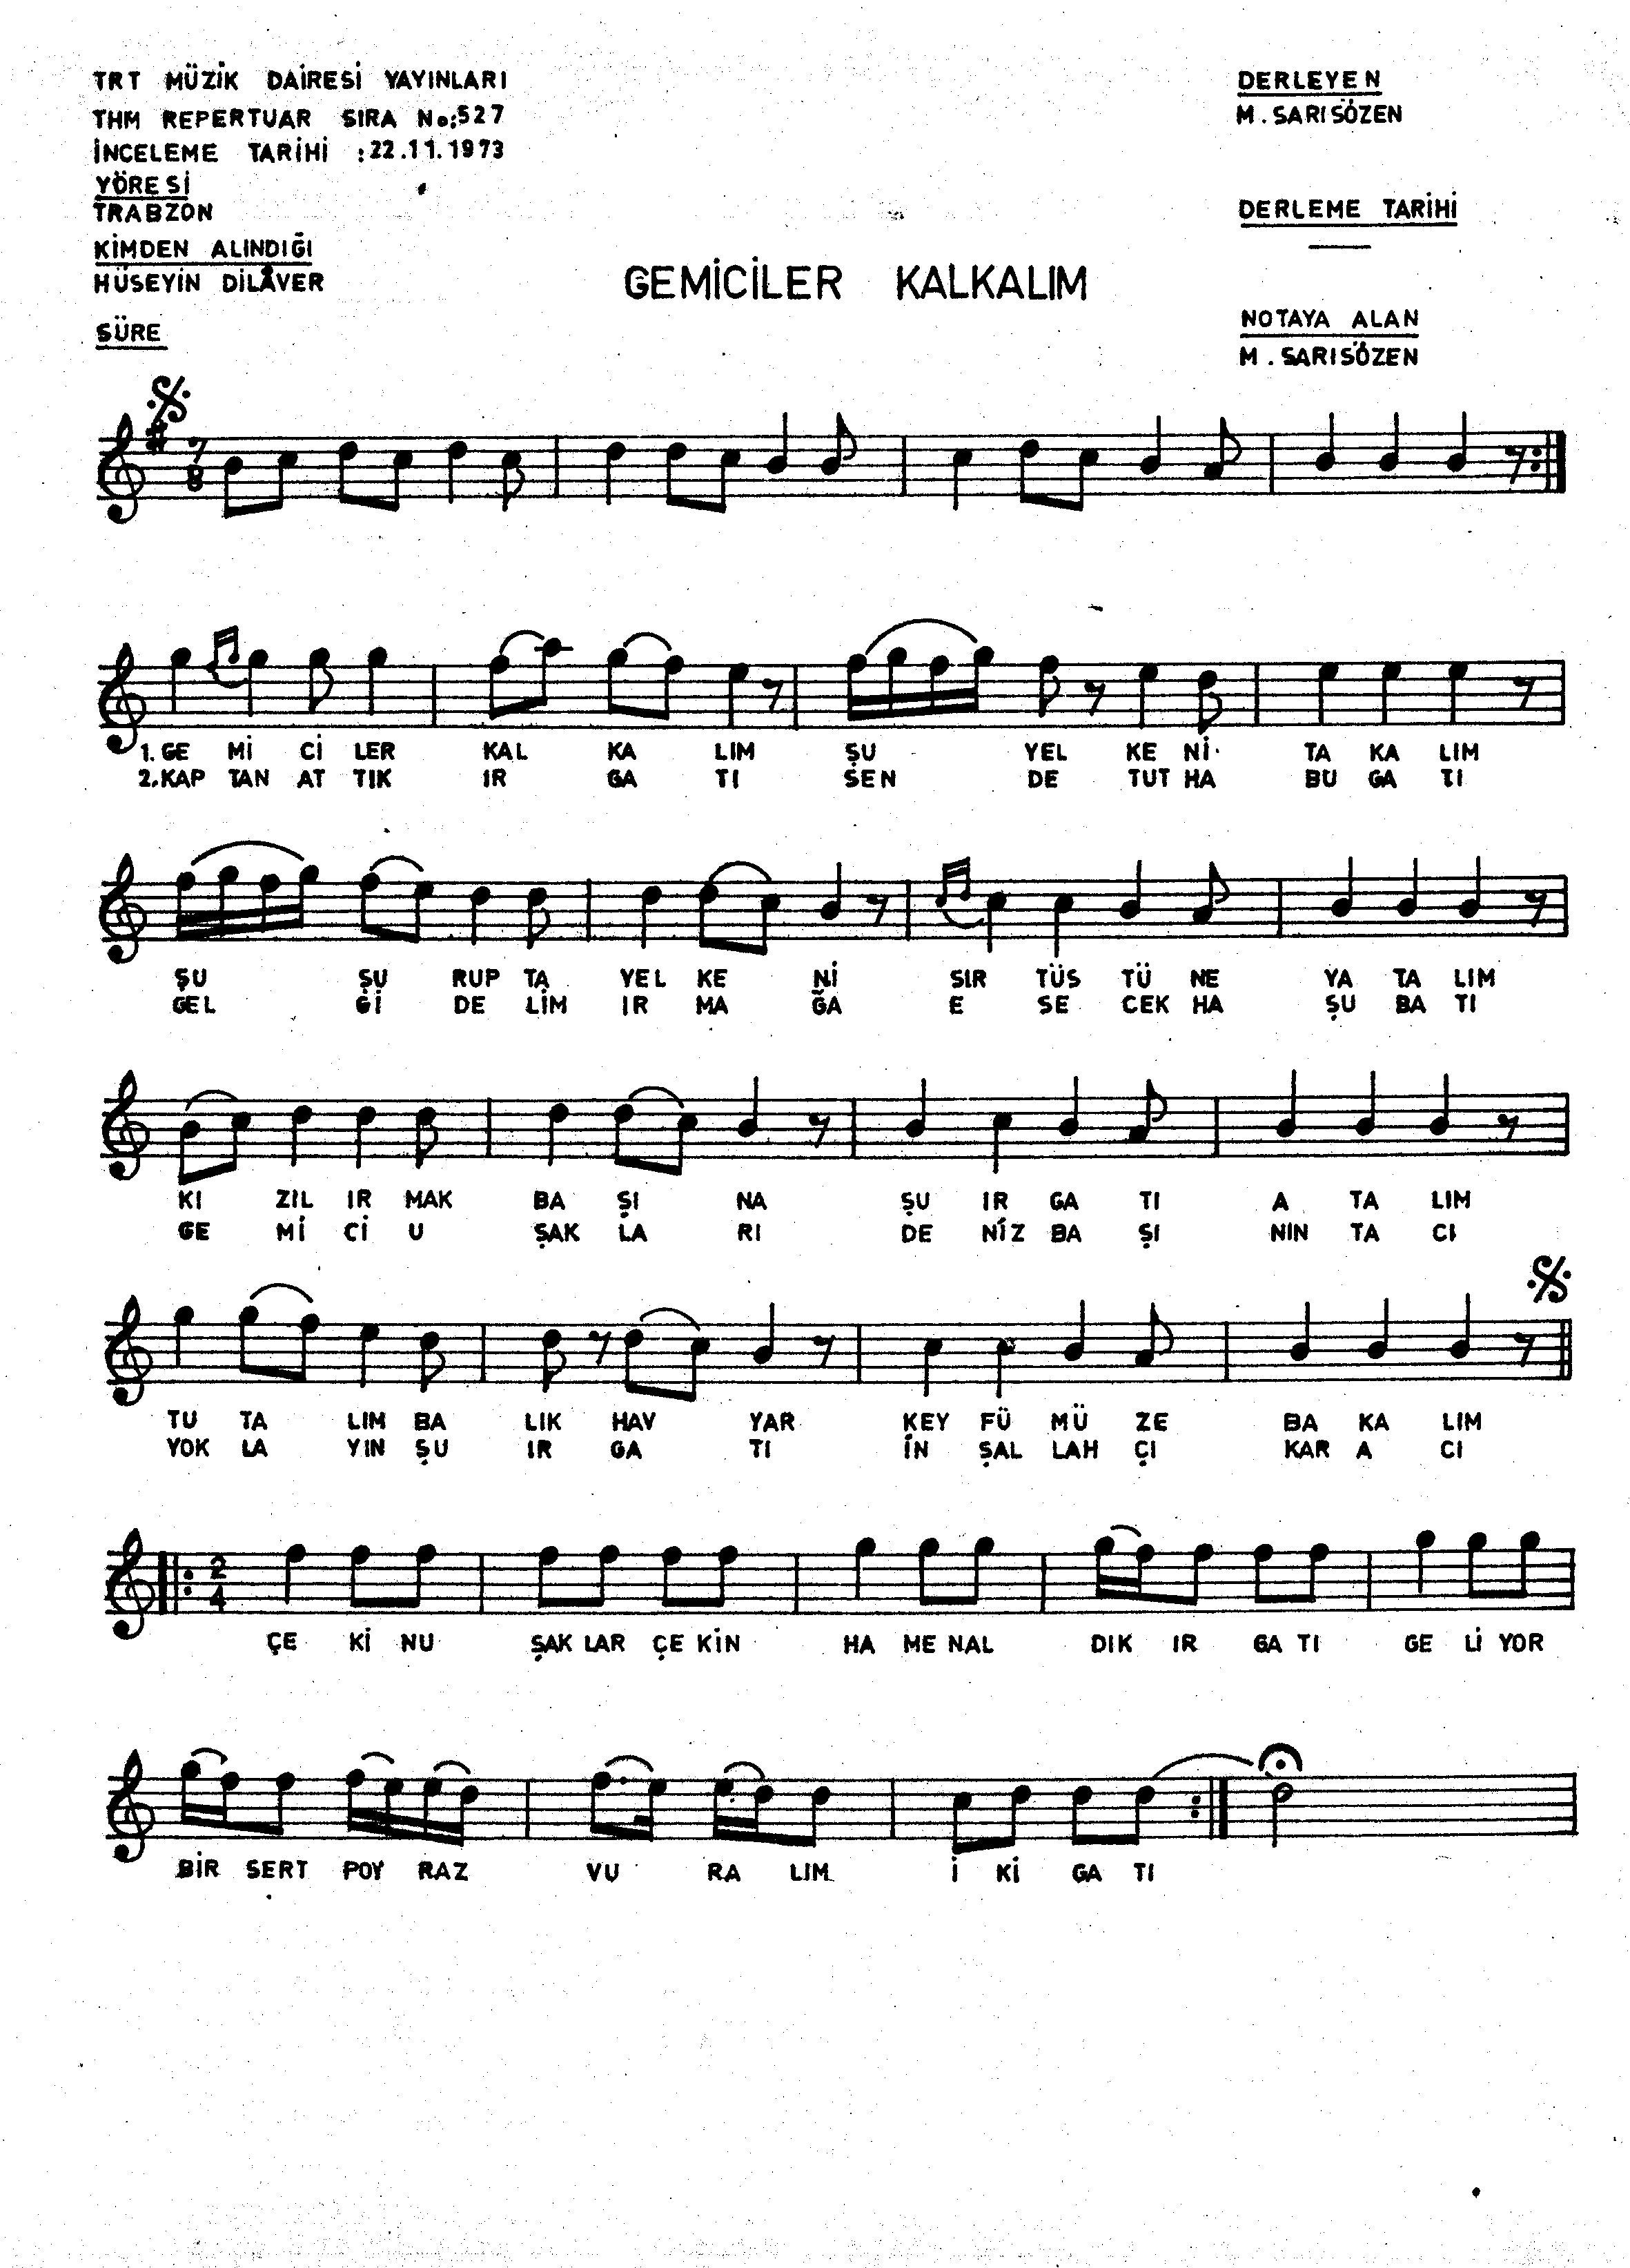 TRT MÜZİK DAİRESİ YAYINLARI
THM REPERTUAR SIRA No:527
İNCELEME TARİHİ :22.11.1973
YÖRESİ
TRABZON
KİMDEN ALINDIĞI
HÜSEYİN DİLÂVER
SÜRE
DERLEYEN
M. SARISÖZEN
DERLEME TARİHİ
NOTAYA ALAN
M. SARISÖZEN
GEMİCİLER KALKALIM
7
8
1. GE Mİ Cİ LER KAL KA LIM ŞU YEL KE Nİ TA KA LIM
2. KAP TAN AT TIK IR GA TI SEN DE TUT HA BU GA TI
ŞU ŞU RUP TA YEL KE Nİ SIR TÜS TÜ NE YA TA LIM
GEL Gİ DE LİM IR MA ĞA E SE CEK HA ŞU BA TI
KI ZIL IR MAK BA ŞI NA ŞU IR GA TI A TA LIM
GE Mİ Cİ U ŞAK LA RI DE NİZ BA ŞI NIN TA CI
TU TA LIM BA LIK HAV YAR KEY FÜ MÜ ZE BA KA LIM
YOK LA YIN ŞU IR GA TI İN ŞAL LAH ÇI KAR A CI
2
4
ÇE Kİ NU ŞAK LAR ÇE KİN HA ME NAL DIK IR GA TI GE Lİ YOR
BİR SERT POY RAZ VU RA LIM İ Kİ GA TI